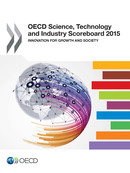 OECD Science, Technology
and Industry Scoreboard 2015
INNOVATION FOR GROWTH AND SOCIETY
OECD